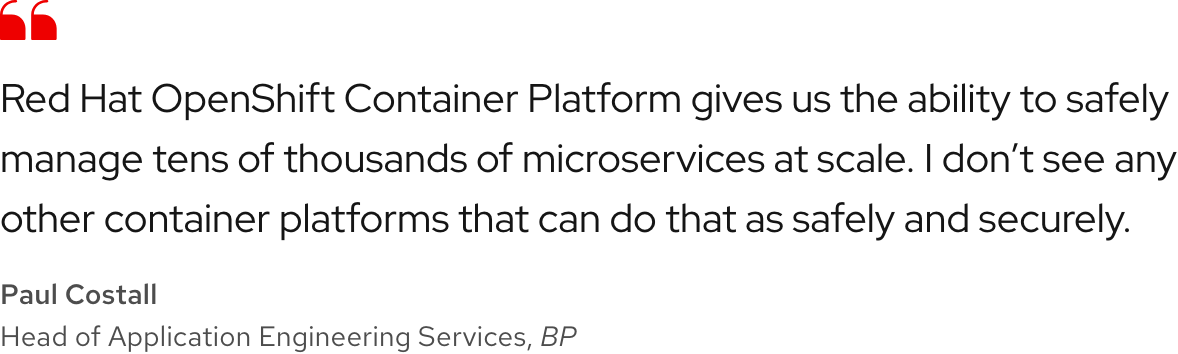 Red Hat OpenShift Container Platform gives us the ability to safely
manage tens of thousands of microservices at scale. I don’t see any
other container platforms that can do that as safely and securely.
Paul Costall
Head of Application Engineering Services, BP